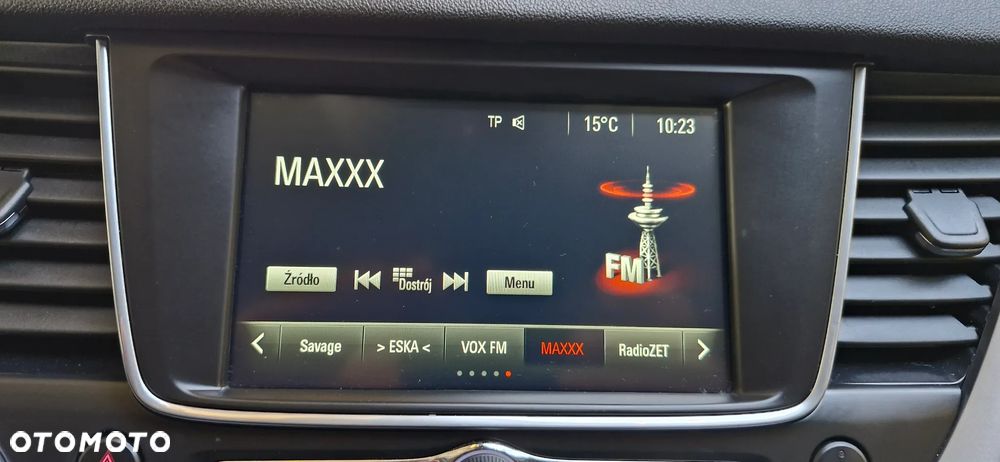 TP 15°C 10:23
MAXXX
FM
Źródło Dostrój Menu
< Savage > ESKA < VOX FM MAXXX RadioZET >
OTOMOTO